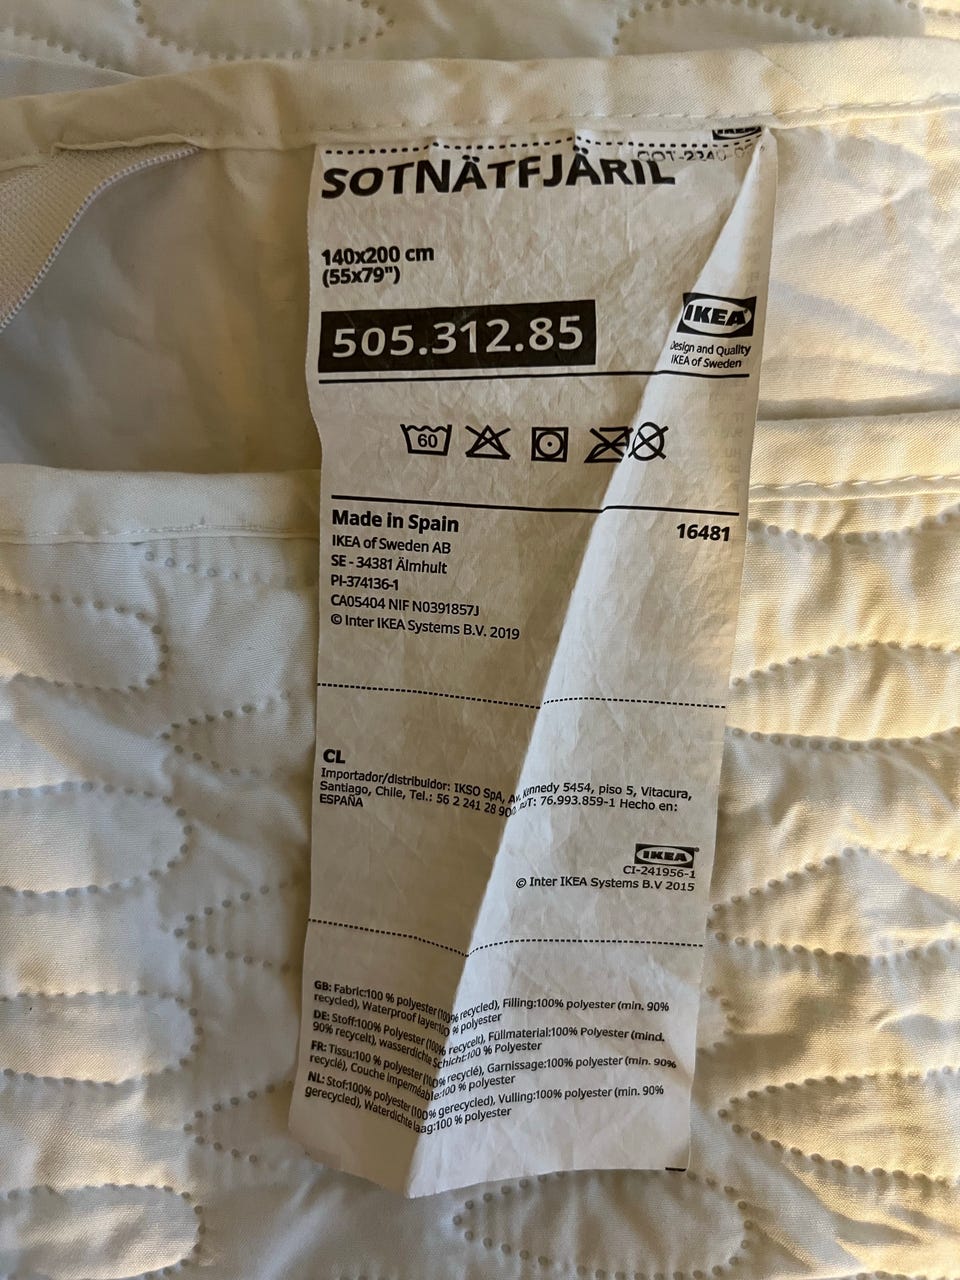 IKEA
SOTNÄTFJÄRIL
140x200 cm
(55x79")
505.312.85
IKEA
Design and Quality
IKEA of Sweden
60
Made in Spain
16481
IKEA of Sweden AB
SE - 34381 Älmhult
PI-374136-1
CA05404 NIF N0391857J
© Inter IKEA Systems B.V. 2019
CL
Importador/distribuidor: IKSO SpA, Av. Kennedy 5454, piso 5, Vitacura,
Santiago, Chile, Tel.: 56 2 241 28 RUT: 76.993.859-1 Hecho en:
ESPAÑA
IKEA
CI-241956-1
© Inter IKEA Systems B.V 2015
GB: Fabric:100 % polyester (100% recycled), Filling:100% polyester (min. 90%
recycled), Waterproof layer:100 % polyester
DE: Stoff:100% Polyester (100% recycelt), Füllmaterial:100% Polyester (mind.
90% recycelt), wasserdichte Schicht:100 % Polyester
FR: Tissu:100 % polyester (100% recyclé), Garnissage:100% polyester (min. 90%
recyclé), Couche imperméable:100 % polyester
NL: Stof:100% polyester (100% gerecycled), Vulling:100% polyester (min. 90%
gerecycled), Waterdichte laag:100 % polyester